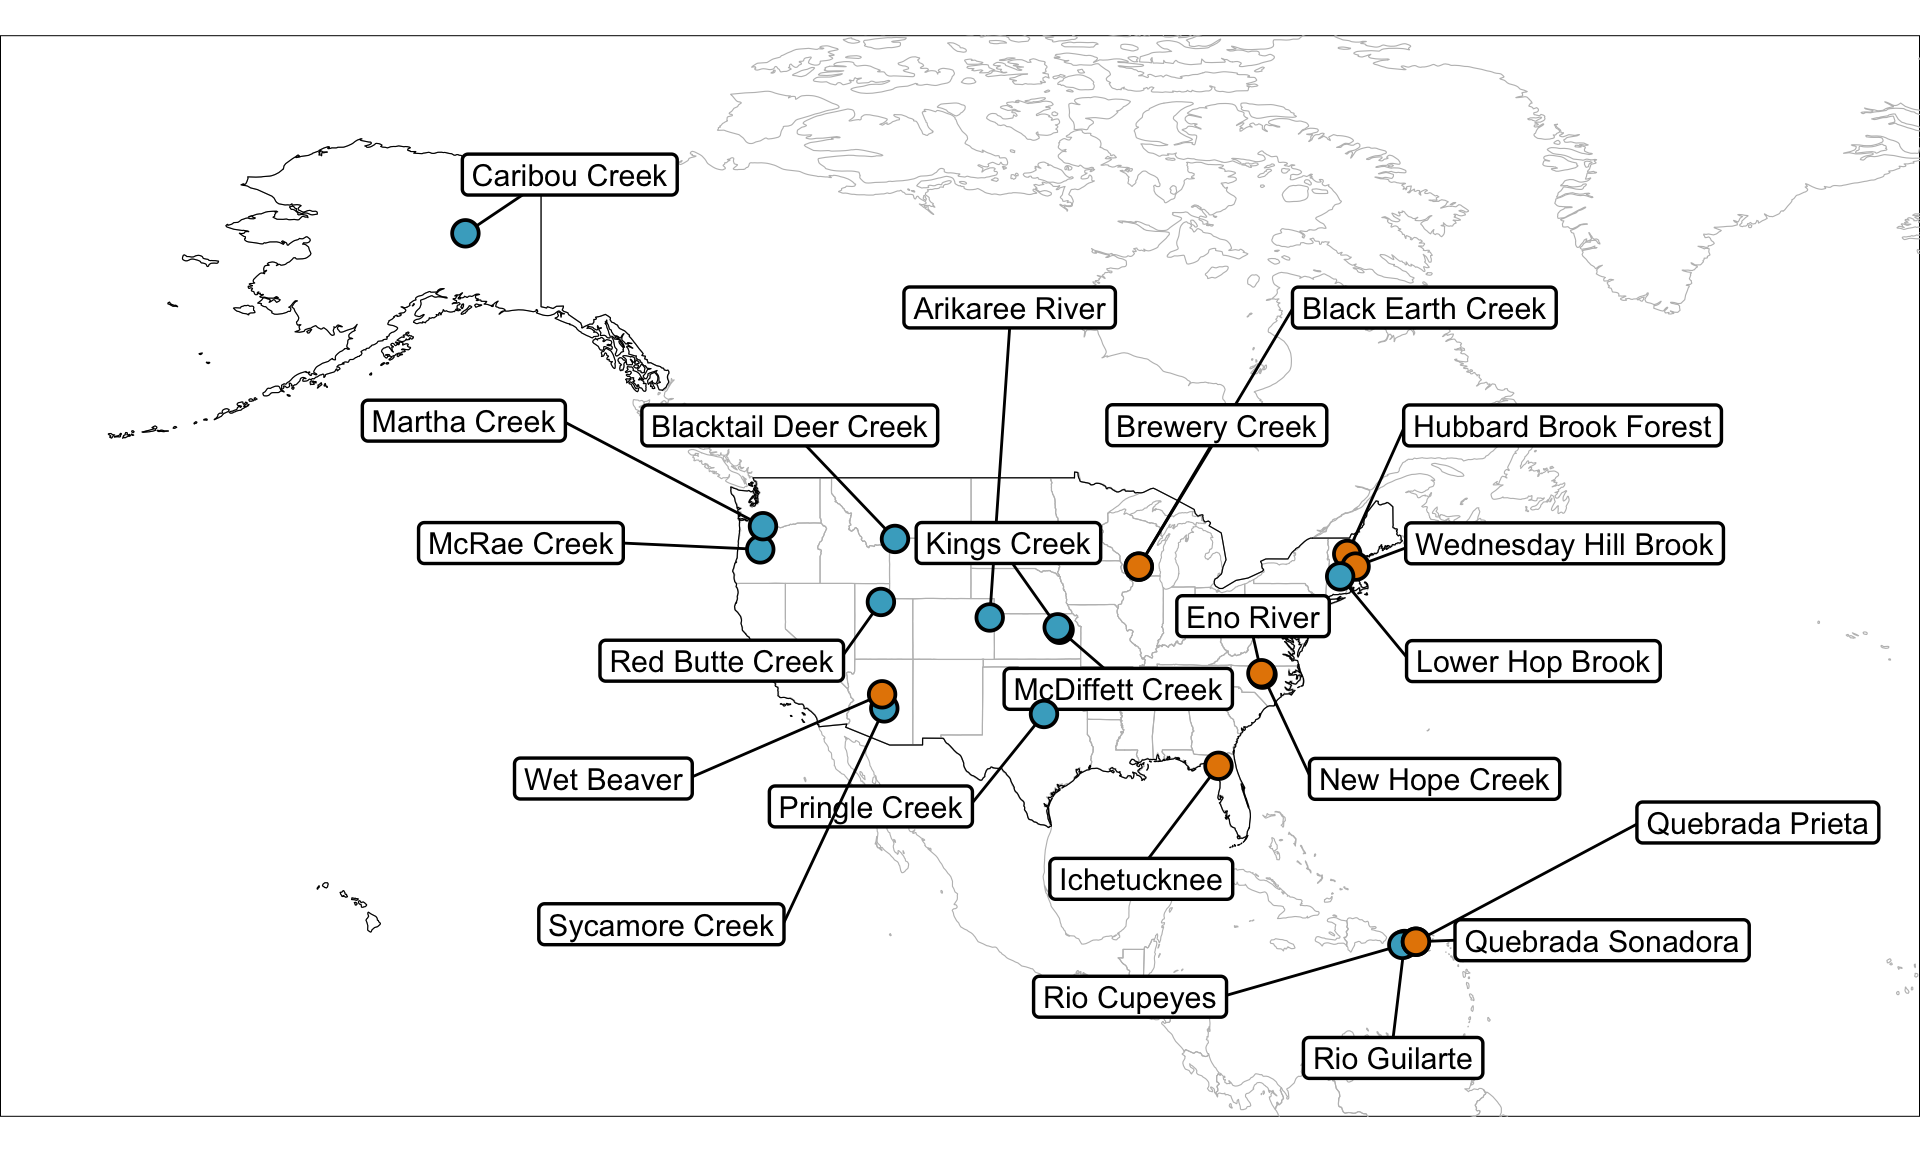 Caribou Creek
Arikaree River
Black Earth Creek
Martha Creek
Blacktail Deer Creek
Brewery Creek
Hubbard Brook Forest
McRae Creek
Kings Creek
Wednesday Hill Brook
Eno River
Red Butte Creek
Lower Hop Brook
McDiffett Creek
Wet Beaver
New Hope Creek
Pringle Creek
Quebrada Prieta
Ichetucknee
Sycamore Creek
Quebrada Sonadora
Rio Cupeyes
Rio Guilarte